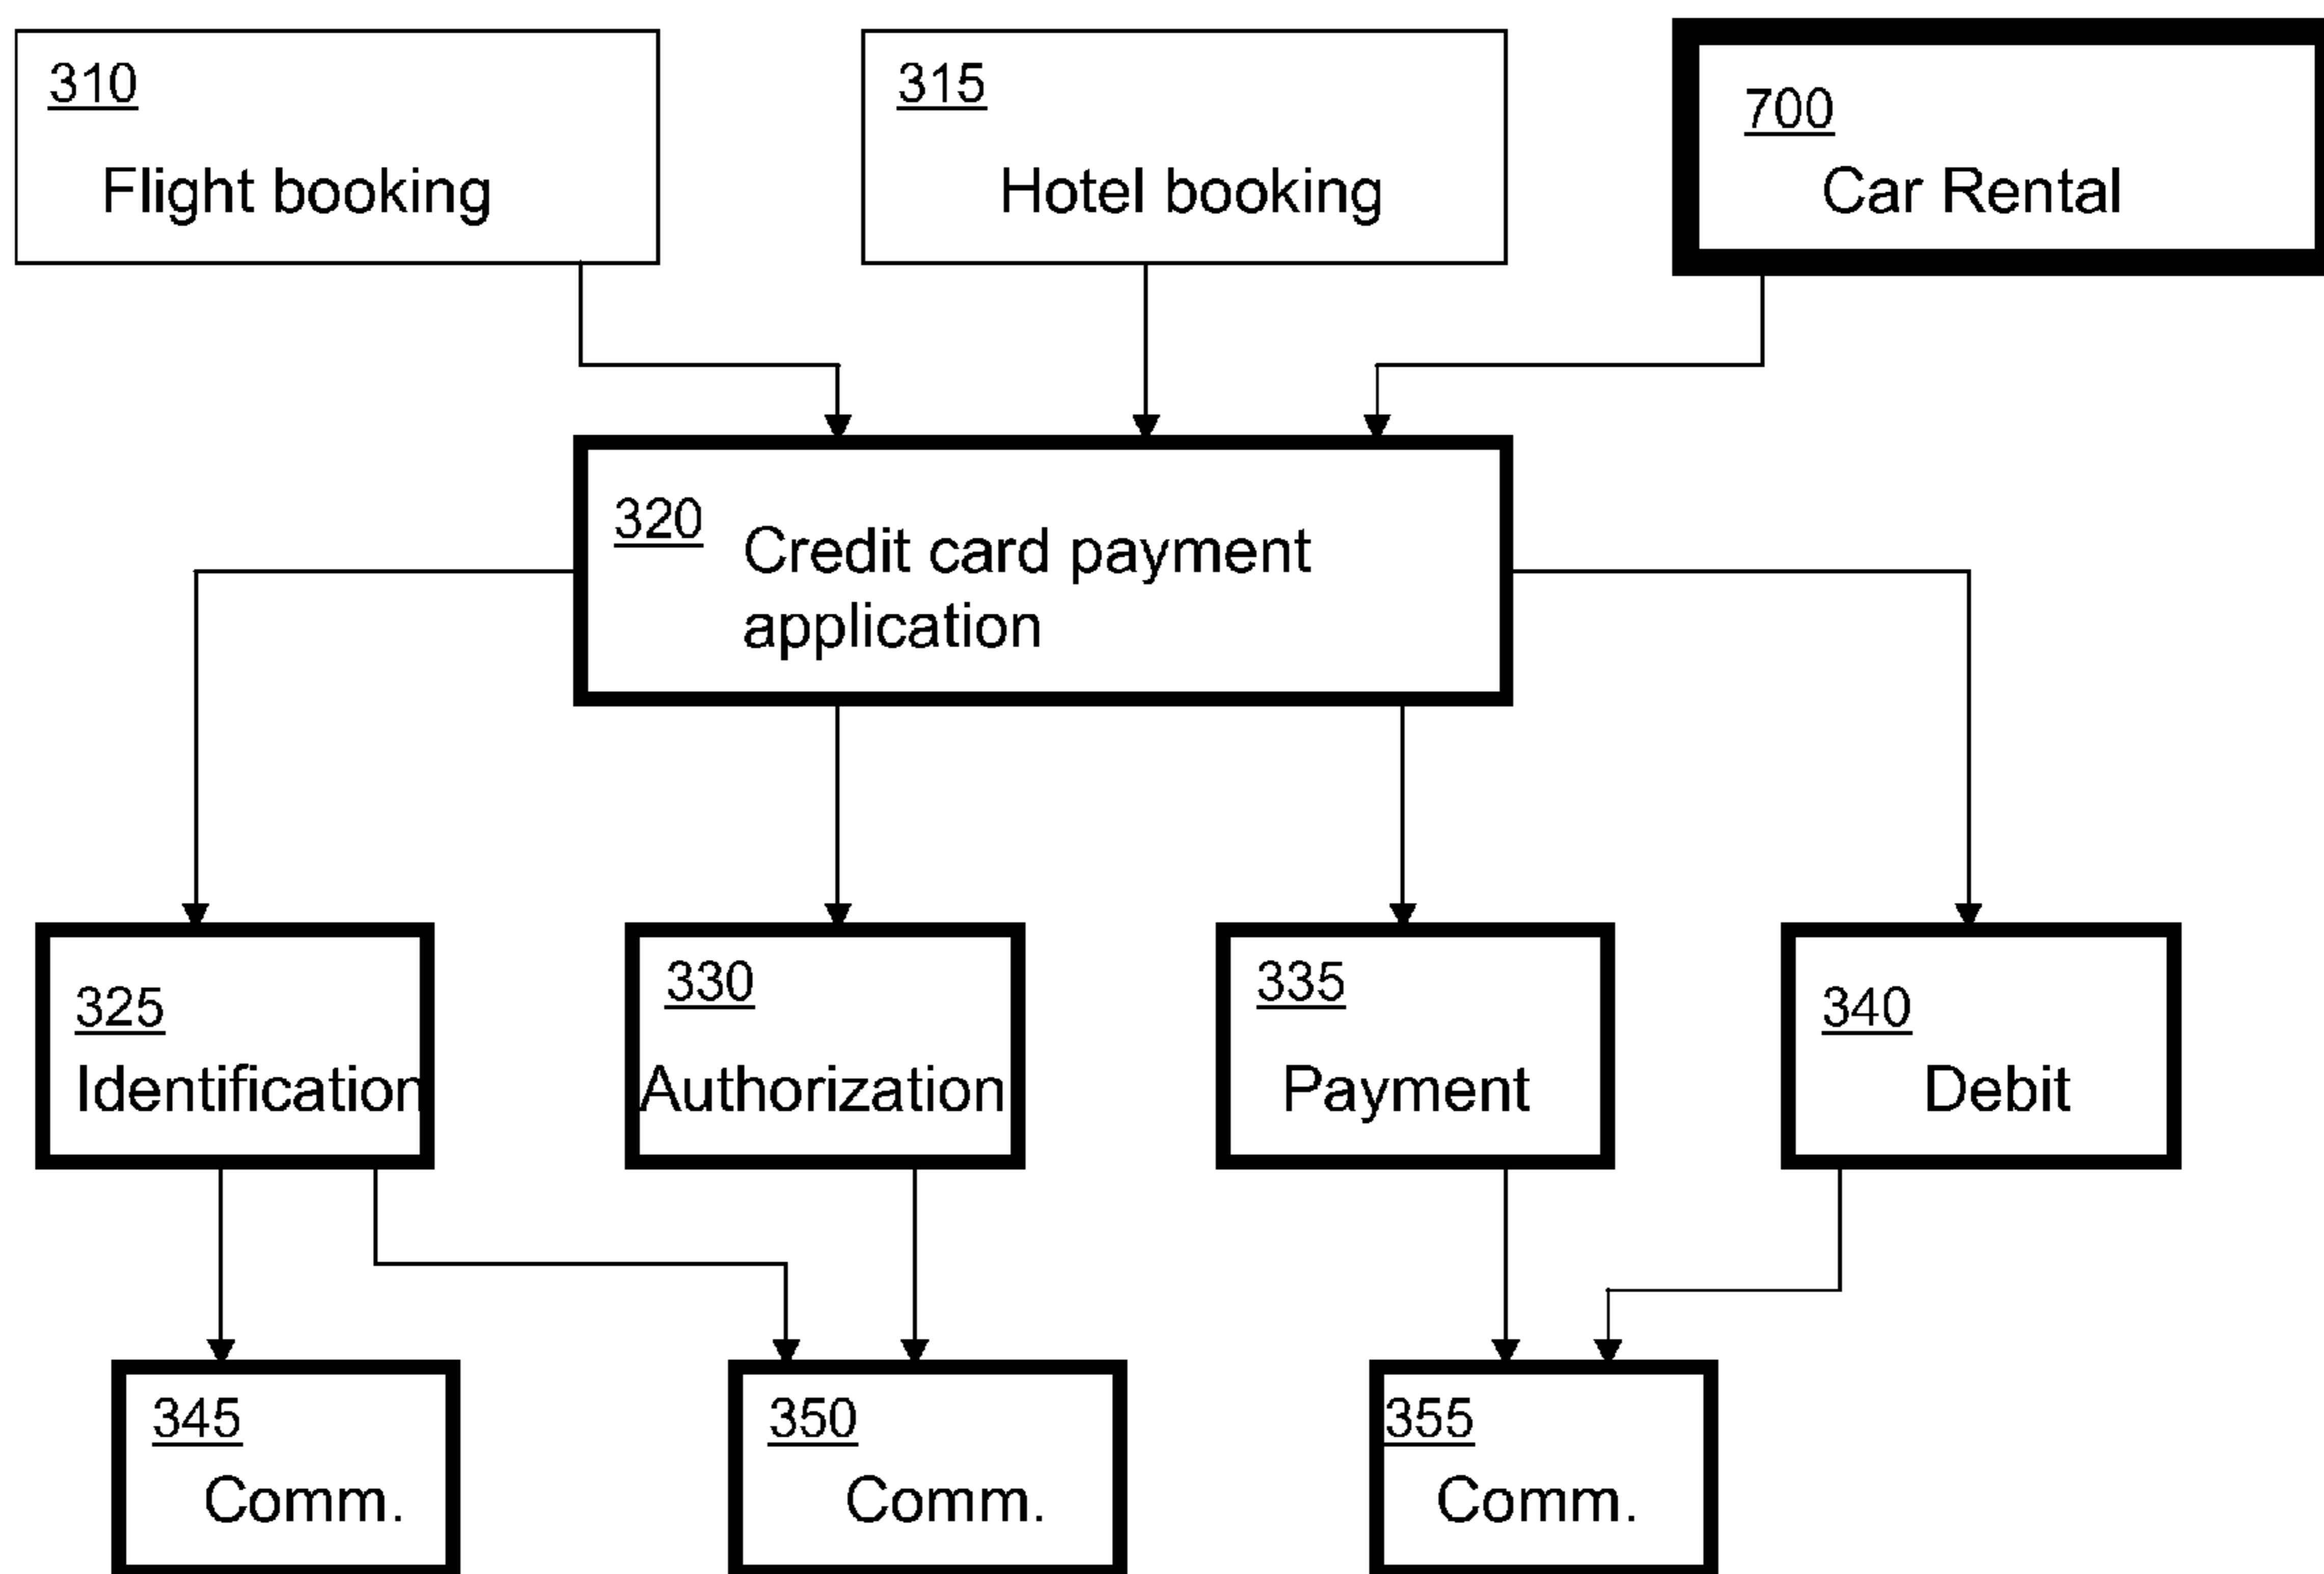 310
Flight booking
315
Hotel booking
700
Car Rental
320
Credit card payment
application
325
Identification
330
Authorization
335
Payment
340
Debit
345
Comm.
350
Comm.
355
Comm.